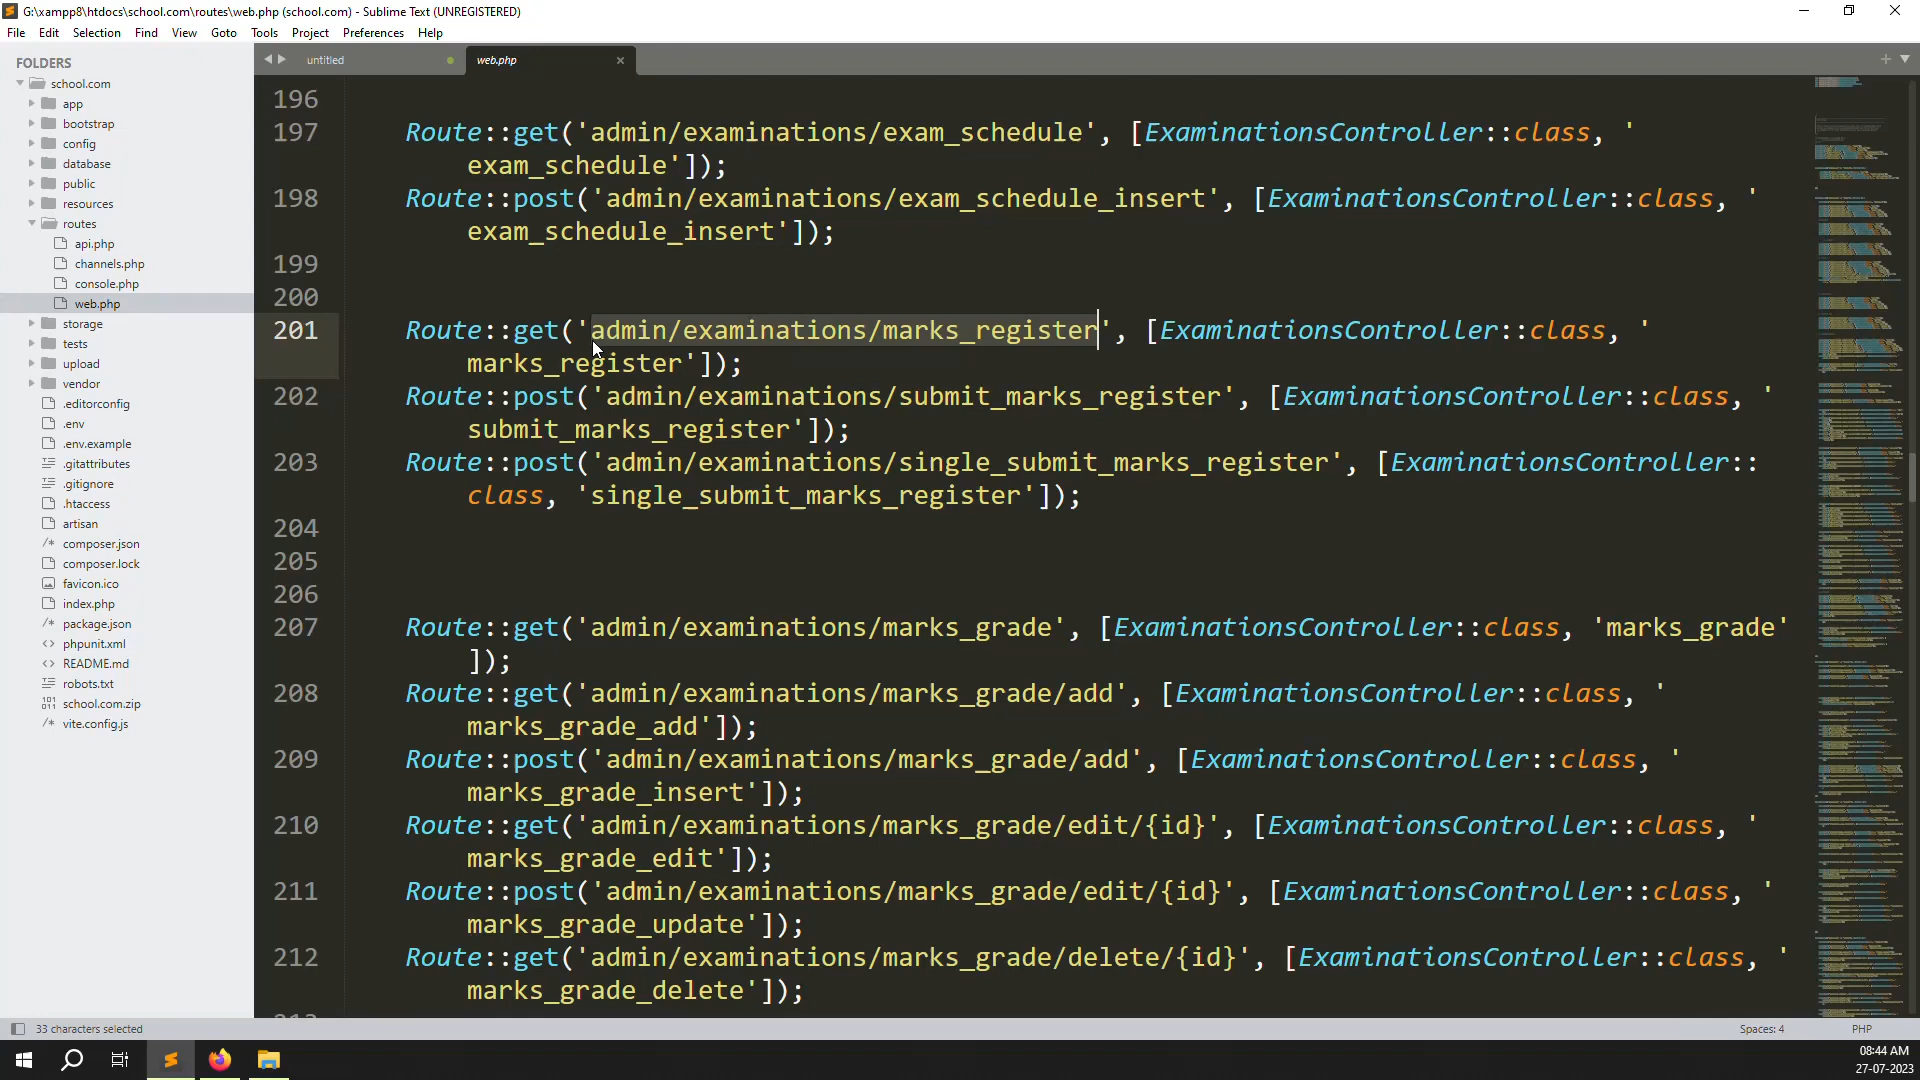 G:\xampp8\htdocs\school.com\routes\web.php (school.com) - Sublime Text (UNREGISTERED)
File Edit Selection Find View Goto Tools Project Preferences Help
FOLDERS
school.com
app
bootstrap
config
database
public
resources
routes
api.php
channels.php
console.php
web.php
storage
tests
upload
vendor
.editorconfig
.env
.env.example
.gitattributes
.gitignore
.htaccess
artisan
composer.json
composer.lock
favicon.ico
index.php
package.json
phpunit.xml
README.md
robots.txt
school.com.zip
vite.config.js
untitled web.php
196
197 Route::get('admin/examinations/exam_schedule', [ExaminationsController::class, '
exam_schedule']);
198 Route::post('admin/examinations/exam_schedule_insert', [ExaminationsController::class, '
exam_schedule_insert']);
199
200
201 Route::get('admin/examinations/marks_register', [ExaminationsController::class, '
marks_register']);
202 Route::post('admin/examinations/submit_marks_register', [ExaminationsController::class, '
submit_marks_register']);
203 Route::post('admin/examinations/single_submit_marks_register', [ExaminationsController::
class, 'single_submit_marks_register']);
204
205
206
207 Route::get('admin/examinations/marks_grade', [ExaminationsController::class, 'marks_grade'
]);
208 Route::get('admin/examinations/marks_grade/add', [ExaminationsController::class, '
marks_grade_add']);
209 Route::post('admin/examinations/marks_grade/add', [ExaminationsController::class, '
marks_grade_insert']);
210 Route::get('admin/examinations/marks_grade/edit/{id}', [ExaminationsController::class, '
marks_grade_edit']);
211 Route::post('admin/examinations/marks_grade/edit/{id}', [ExaminationsController::class, '
marks_grade_update']);
212 Route::get('admin/examinations/marks_grade/delete/{id}', [ExaminationsController::class, '
marks_grade_delete']);
33 characters selected
Spaces: 4
PHP
08:44 AM
27-07-2023